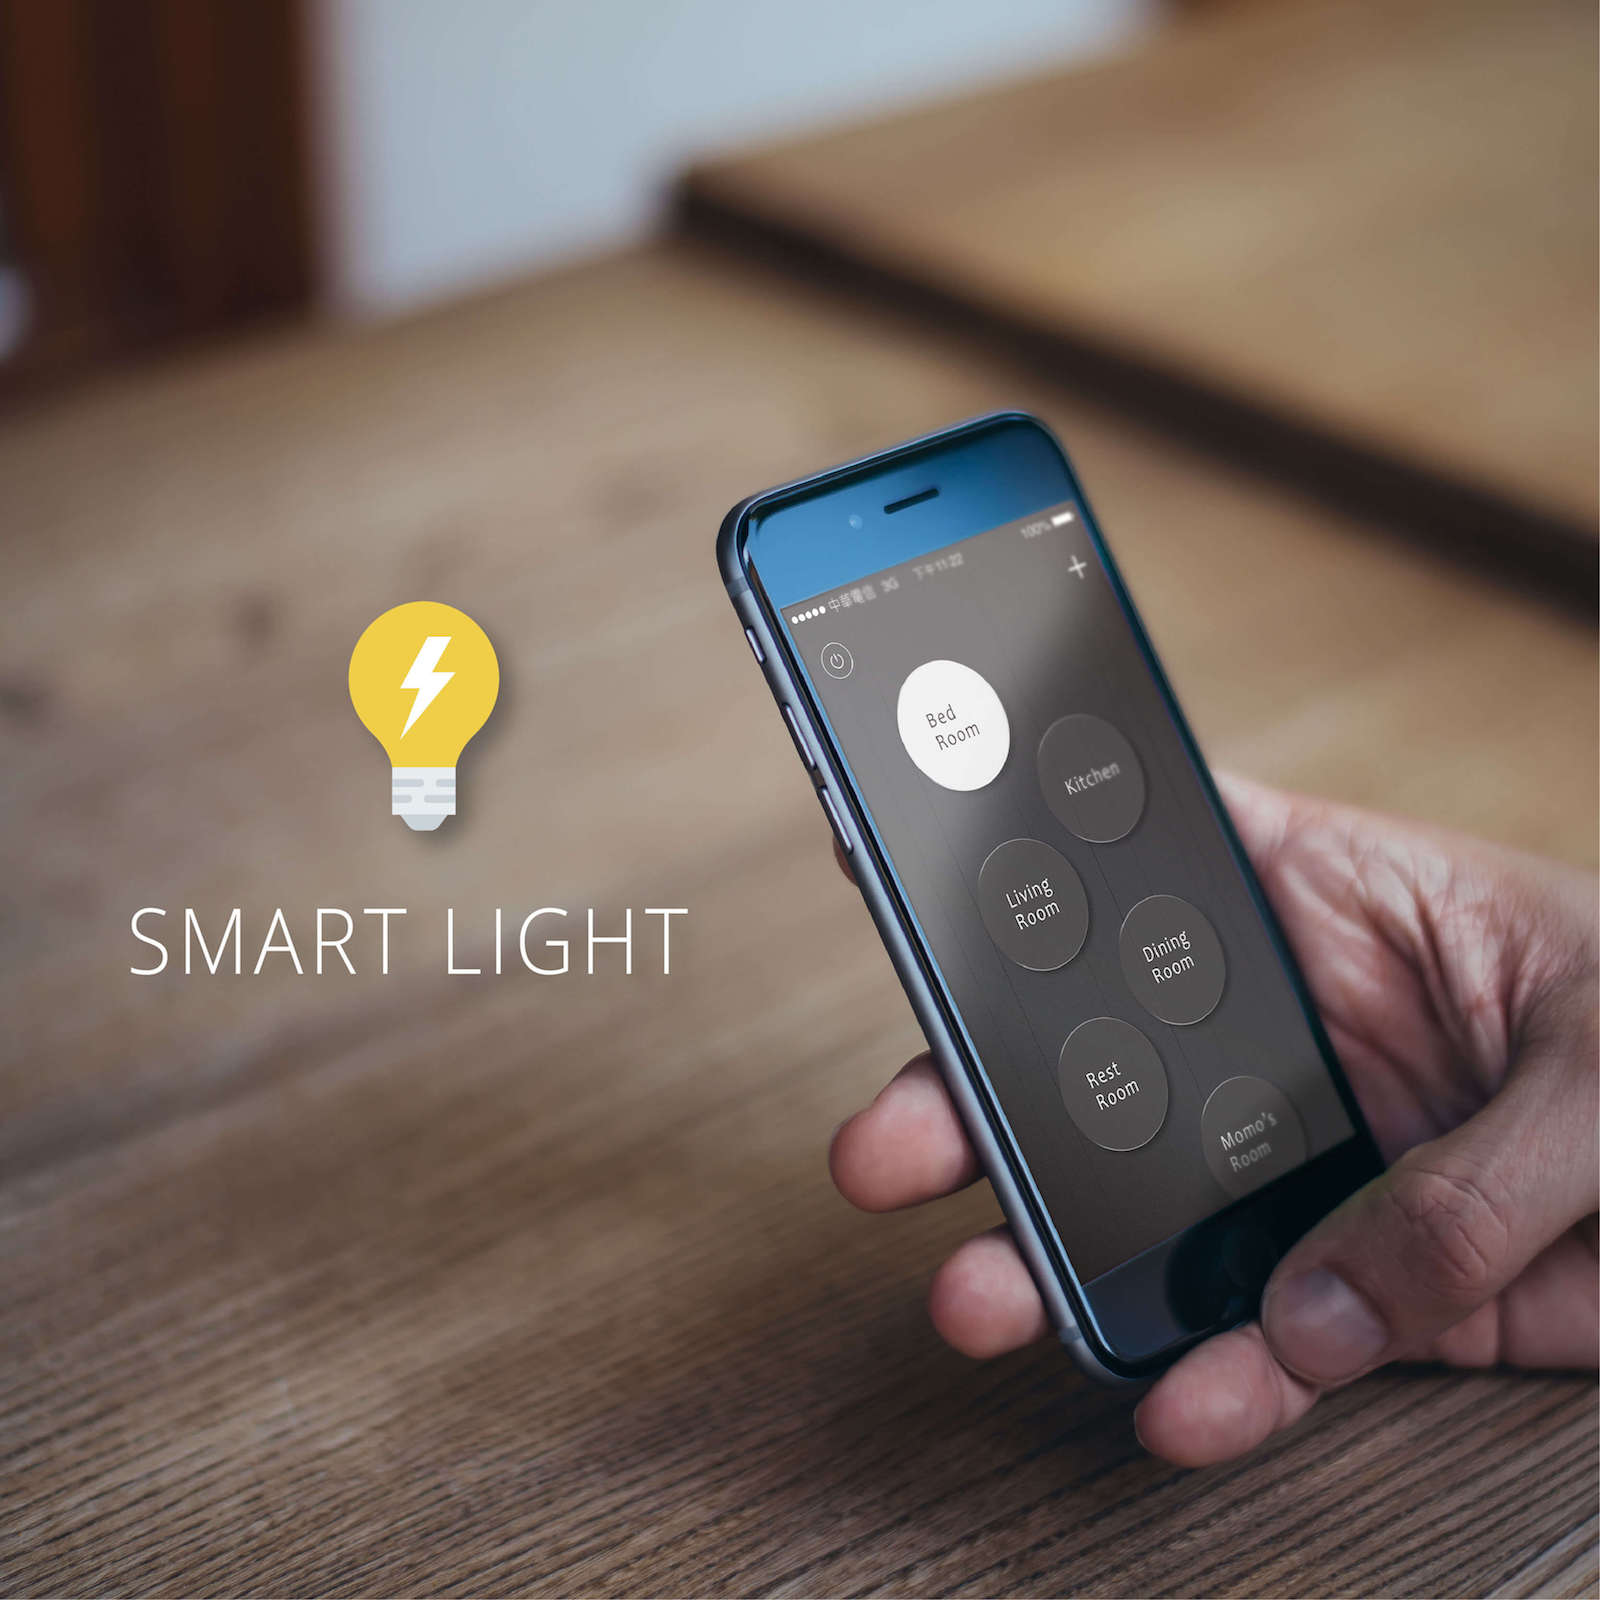 SMART LIGHT
中華電信 3G 下午11:22 100%
Bed
Room
Kitchen
Living
Room
Dining
Room
Rest
Room
Momo's
Room